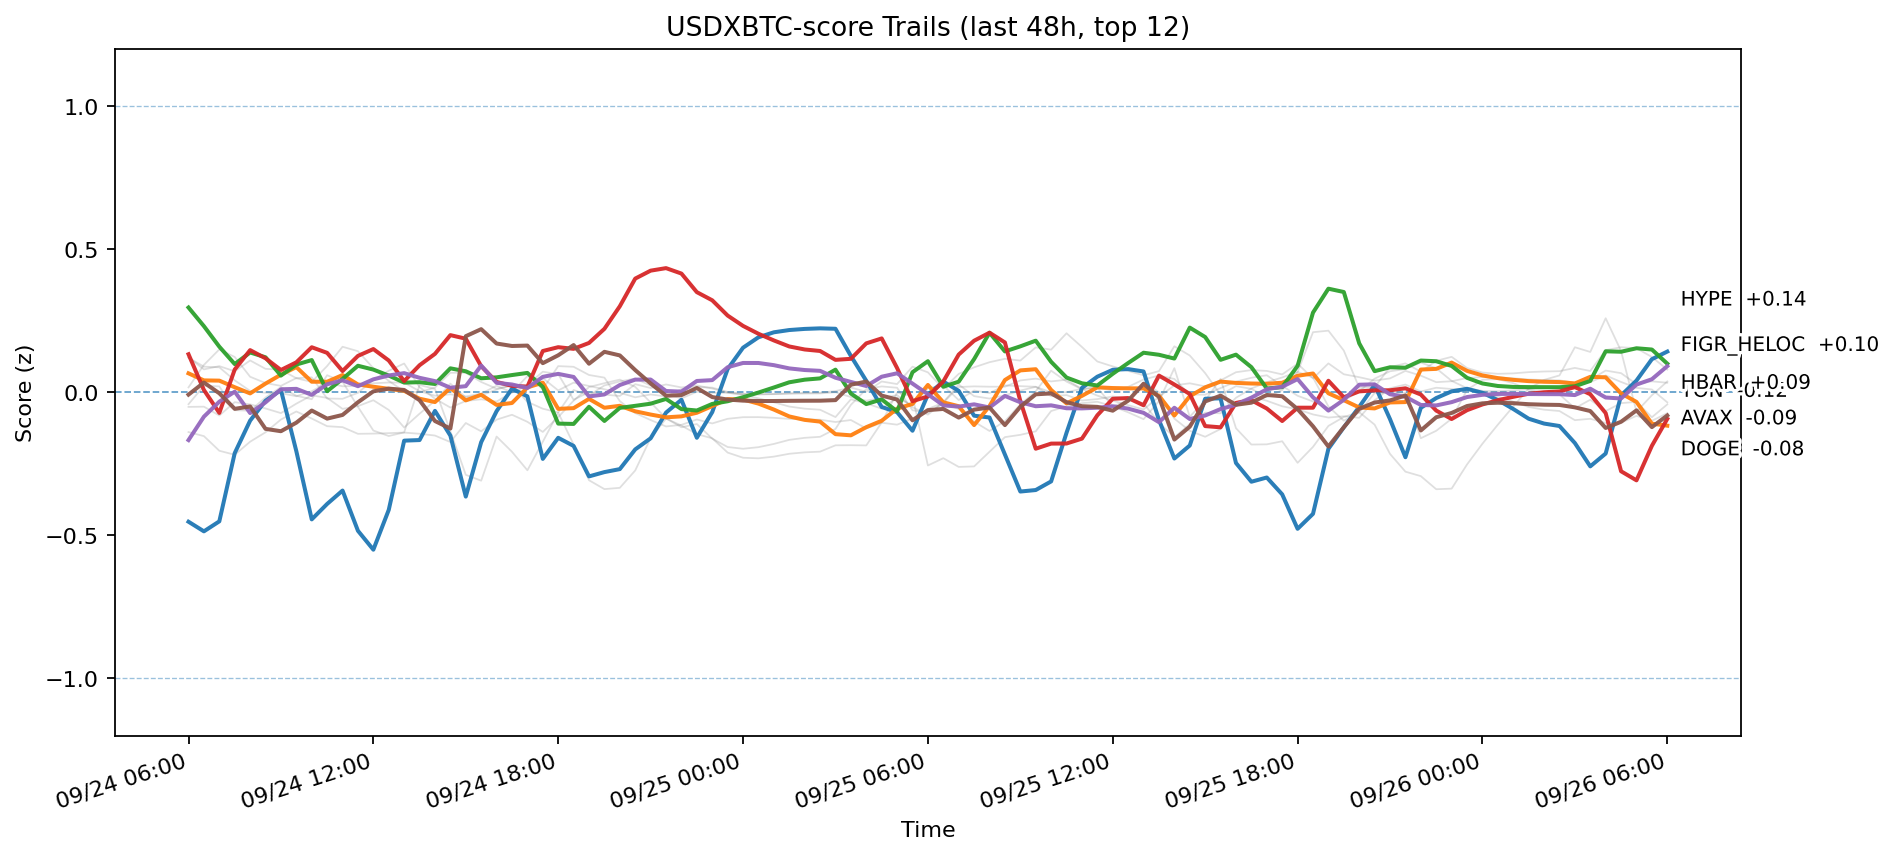 USDXBTC-score Trails (last 48h, top 12)
Score (z)
1.0
0.5
0.0
−0.5
−1.0
HYPE +0.14
FIGR_HELOC +0.10
HBAR +0.09
TON -0.12
AVAX -0.09
DOGE -0.08
09/24 06:00
09/24 12:00
09/24 18:00
09/25 00:00
09/25 06:00
09/25 12:00
09/25 18:00
09/26 00:00
09/26 06:00
Time